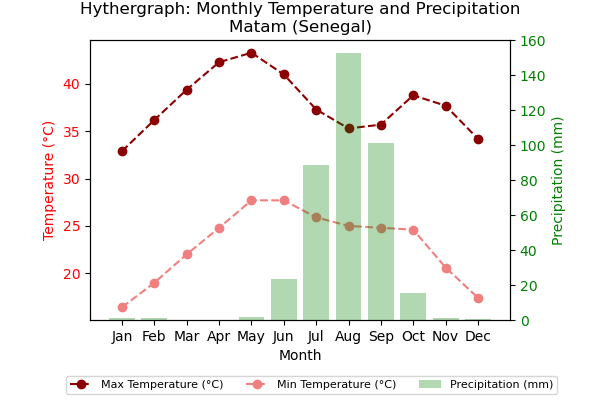 Hythergraph: Monthly Temperature and Precipitation
Matam (Senegal)
Temperature (°C)
40
35
30
25
20
160
140
120
100
80
60
40
20
0
Precipitation (mm)
Jan Feb Mar Apr May Jun Jul Aug Sep Oct Nov Dec
Month
Max Temperature (°C) Min Temperature (°C) Precipitation (mm)